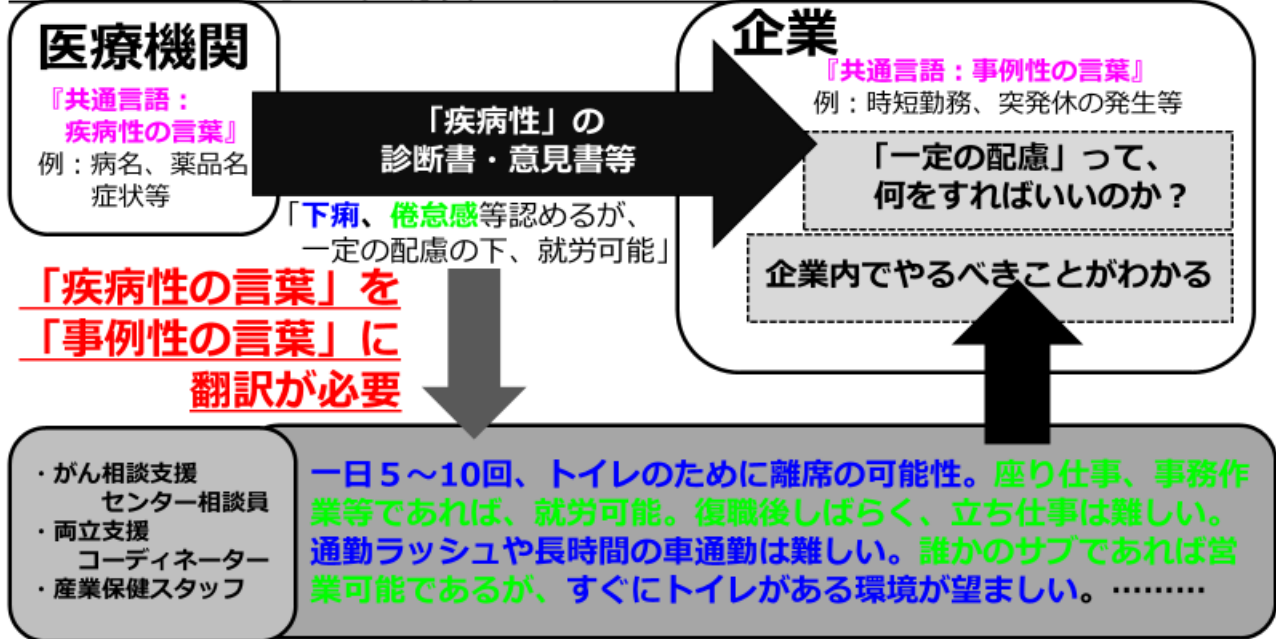 医療機関
『共通言語：
疾病性の言葉』
例：病名、薬品名
症状等
「疾病性」の
診断書・意見書等
「下痢、倦怠感等認めるが、
一定の配慮の下、就労可能」
企業
『共通言語：事例性の言葉』
例：時短勤務、突発休の発生等
「一定の配慮」って、
何をすればいいのか？
企業内でやるべきことがわかる
「疾病性の言葉」を
「事例性の言葉」に
翻訳が必要
・がん相談支援
センター相談員
・両立支援
コーディネーター
・産業保健スタッフ
一日５～10回、トイレのために離席の可能性。座り仕事、事務作
業等であれば、就労可能。復職後しばらく、立ち仕事は難しい。
通勤ラッシュや長時間の車通勤は難しい。誰かのサブであれば営
業可能であるが、すぐにトイレがある環境が望ましい。………